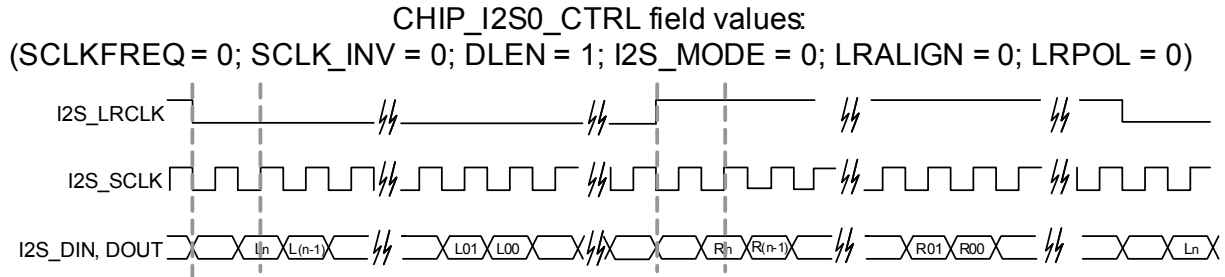 CHIP_I2S0_CTRL field values:
(SCLKFREQ = 0; SCLK_INV = 0; DLEN = 1; I2S_MODE = 0; LRALIGN = 0; LRPOL = 0)
I2S_LRCLK
I2S_SCLK
I2S_DIN, DOUT Ln L(n-1) L01 L00 Rn R(n-1) R01 R00 Ln